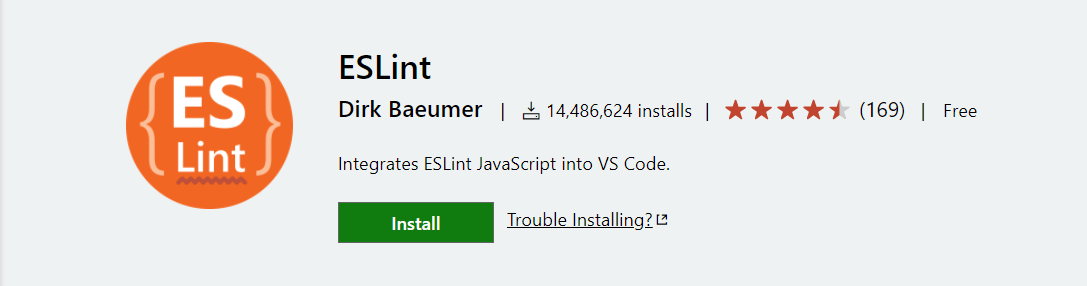 {ES
Lint}
ESLint
Dirk Baeumer | 14,486,624 installs | (169) | Free
Integrates ESLint JavaScript into VS Code.
Install Trouble Installing?